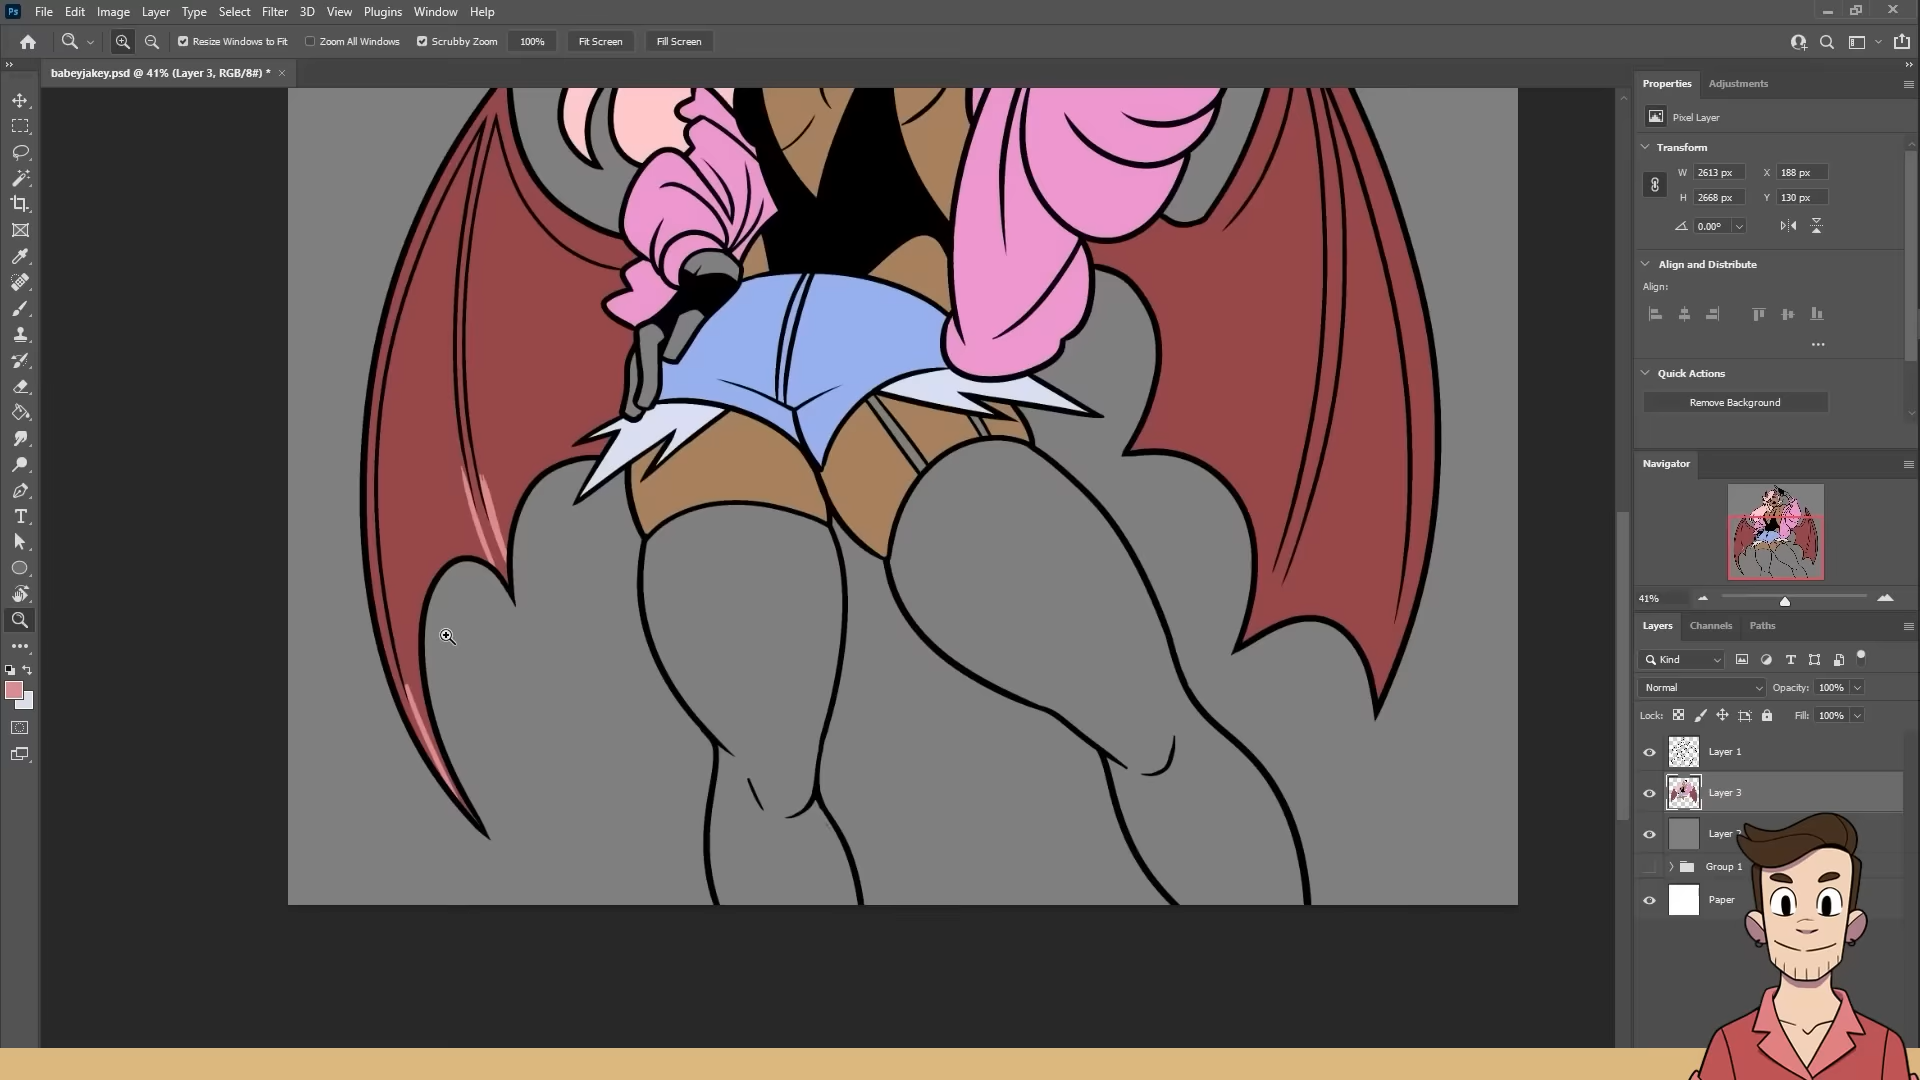 Ps File Edit Image Layer Type Select Filter 3D View Plugins Window Help
Resize Windows to Fit Zoom All Windows Scrubby Zoom 100% Fit Screen Fill Screen
babeyjakey.psd @ 41% (Layer 3, RGB/8#) *
Properties Adjustments
Pixel Layer
Transform
W 2613 px X 188 px
H 2668 px Y 130 px
0.00°
Align and Distribute
Align:
Quick Actions
Remove Background
Navigator
41%
Layers Channels Paths
Kind
Normal Opacity: 100%
Lock: Fill: 100%
Layer 1
Layer 3
Layer
Group 1
Paper